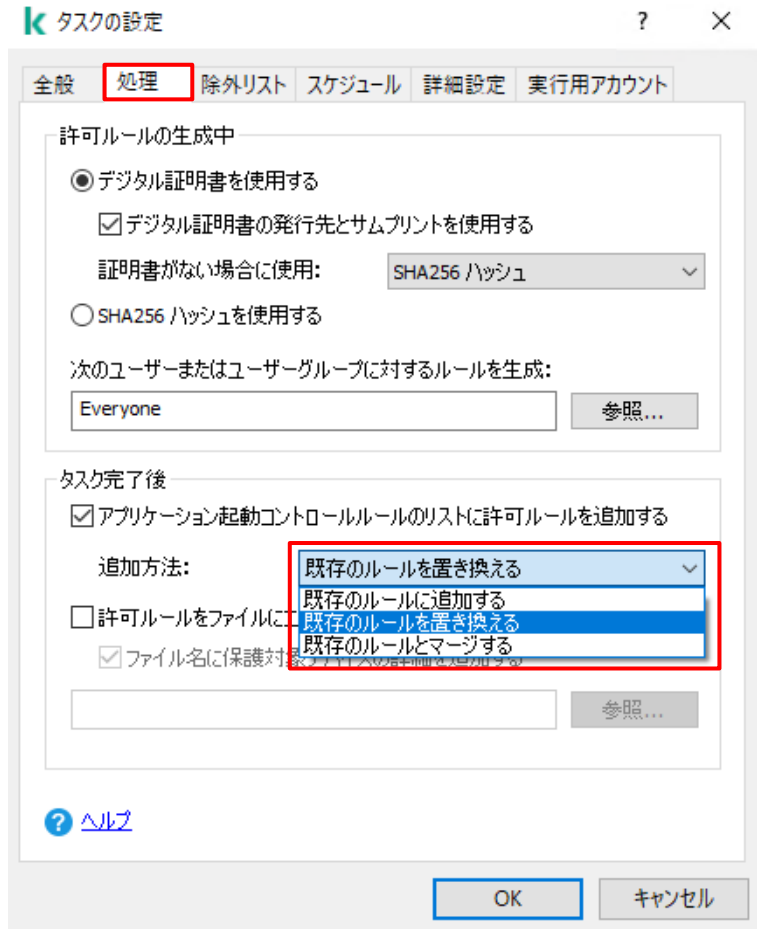 タスクの設定
? ×
全般 処理 除外リスト スケジュール 詳細設定 実行用アカウント
許可ルールの生成中
デジタル証明書を使用する
デジタル証明書の発行先とサムプリントを使用する
証明書がない場合に使用: SHA256 ハッシュ
SHA256 ハッシュを使用する
次のユーザーまたはユーザーグループに対するルールを生成:
Everyone 参照...
タスク完了後
アプリケーション起動コントロールルールのリストに許可ルールを追加する
追加方法: 既存のルールを置き換える
既存のルールに追加する
許可ルールをファイルに 既存のルールを置き換える
既存のルールとマージする
ファイル名に保護対象
参照...
? ヘルプ
OK キャンセル